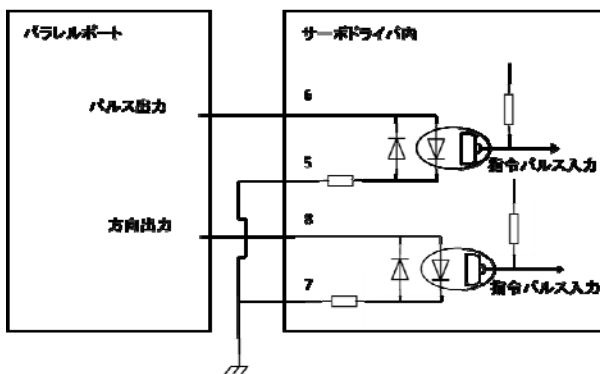 パラレルポート
サーボドライバ内
パルス出力
6
指令パルス入力
5
方向出力
8
指令パルス入力
7